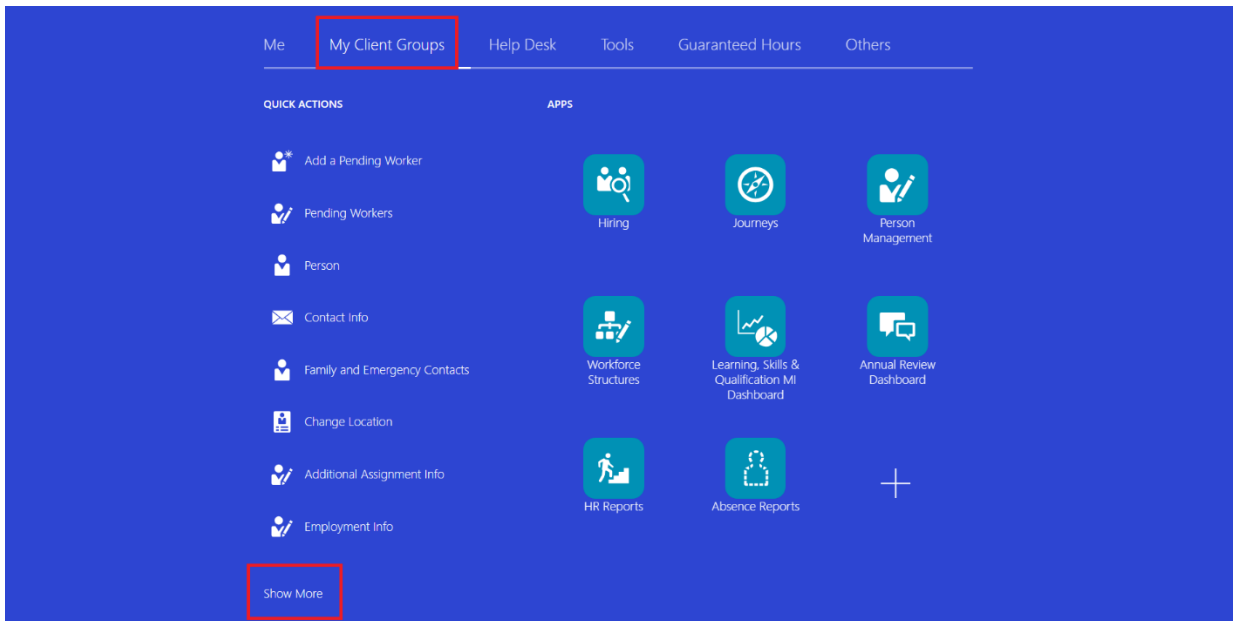 Me My Client Groups Help Desk Tools Guaranteed Hours Others
QUICK ACTIONS
Add a Pending Worker
Pending Workers
Person
Contact Info
Family and Emergency Contacts
Change Location
Additional Assignment Info
Employment Info
Show More
APPS
Hiring
Journeys
Person
Management
Workforce
Structures
Learning, Skills &
Qualification MI
Dashboard
Annual Review
Dashboard
HR Reports
Absence Reports